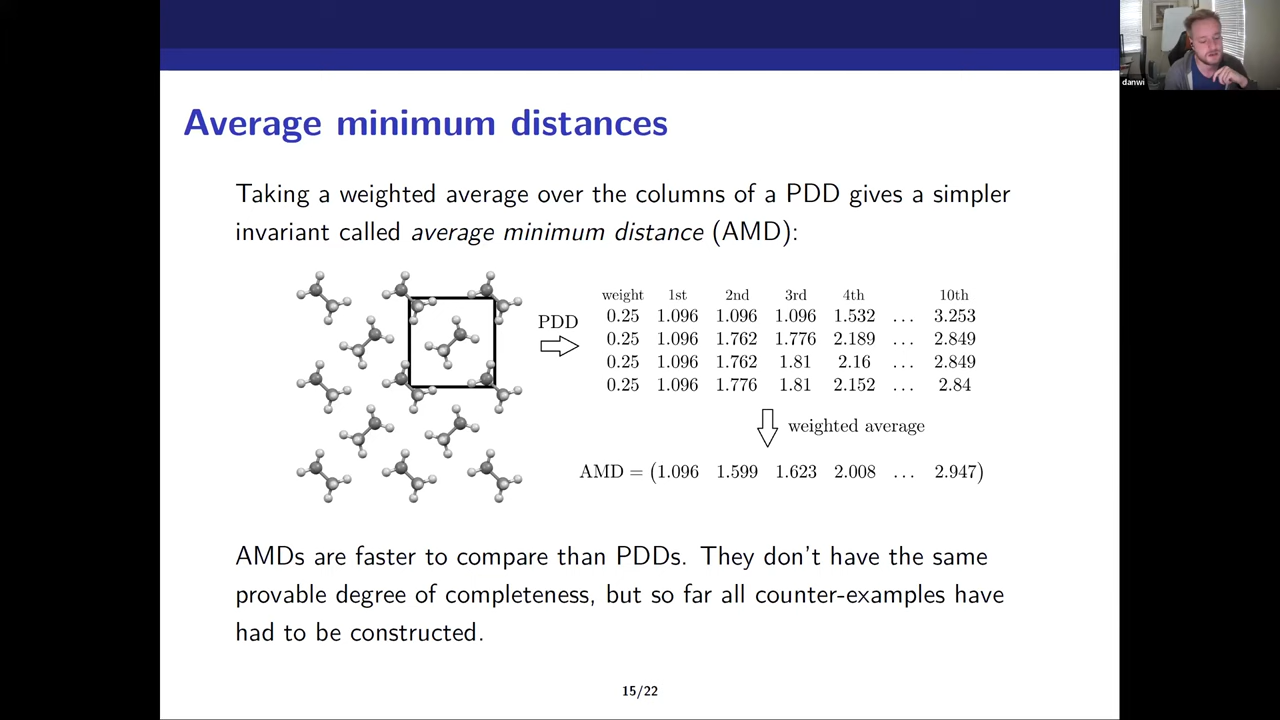 danwi
Average minimum distances
Taking a weighted average over the columns of a PDD gives a simpler
invariant called average minimum distance (AMD):
PDD
weight 1st 2nd 3rd 4th 10th
0.25 1.096 1.096 1.096 1.532 ... 3.253
0.25 1.096 1.762 1.776 2.189 ... 2.849
0.25 1.096 1.762 1.81 2.16 ... 2.849
0.25 1.096 1.776 1.81 2.152 ... 2.84
weighted average
AMD = (1.096 1.599 1.623 2.008 ... 2.947)
AMDs are faster to compare than PDDs. They don't have the same
provable degree of completeness, but so far all counter-examples have
had to be constructed.
15/22